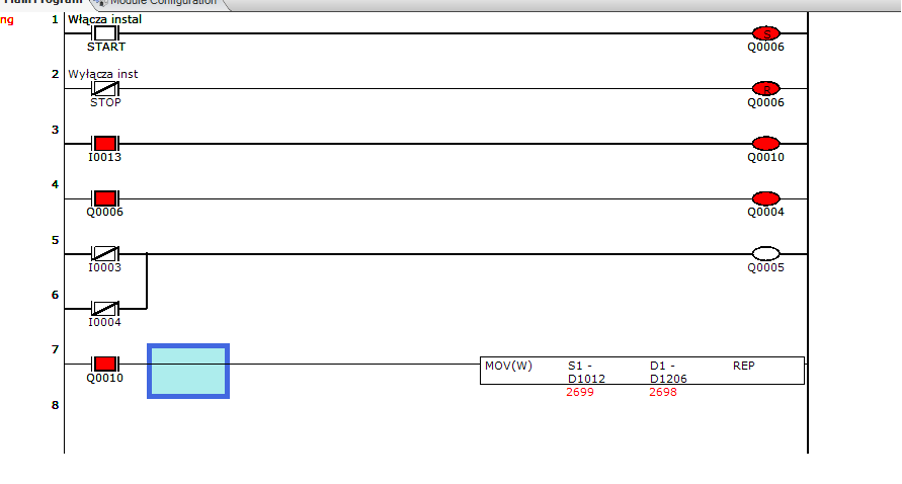 Main Program Module Configuration
ng
1 Włącza instal
START S Q0006
2 Wyłącza inst
STOP R Q0006
3
I0013 Q0010
4
Q0006 Q0004
5
I0003 Q0005
6
I0004
7
MOV(W) S1 - D1 - REP
Q0010 D1012 D1206
2699 2698
8